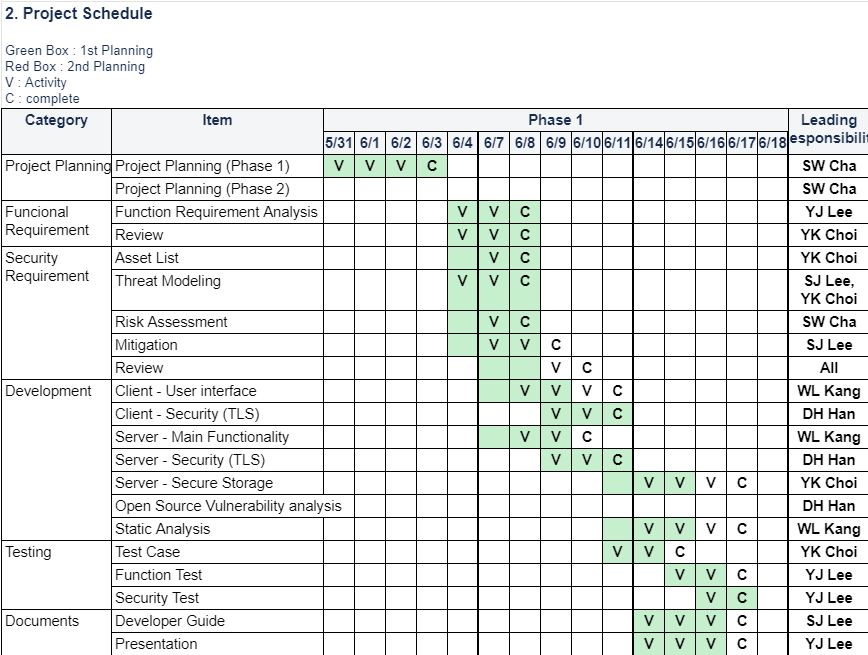 2. Project Schedule
Green Box : 1st Planning
Red Box : 2nd Planning
V : Activity
C : complete
Category Item Phase 1 Leading
5/31 6/1 6/2 6/3 6/4 6/7 6/8 6/9 6/10 6/11 6/14 6/15 6/16 6/17 6/18 esponsibilit
Project Planning Project Planning (Phase 1) V V V C SW Cha
Project Planning (Phase 2) SW Cha
Funcional Function Requirement Analysis V V C YJ Lee
Requirement Review V V C YK Choi
Security Asset List V C YK Choi
Requirement Threat Modeling V V C SJ Lee,
YK Choi
Risk Assessment V C SW Cha
Mitigation V V C SJ Lee
Review V C All
Development Client - User interface V V V C WL Kang
Client - Security (TLS) V V C DH Han
Server - Main Functionality V V C WL Kang
Server - Security (TLS) V V C DH Han
Server - Secure Storage V V V C YK Choi
Open Source Vulnerability analysis DH Han
Static Analysis V V V C WL Kang
Testing Test Case V V C YK Choi
Function Test V V C YJ Lee
Security Test V C YJ Lee
Documents Developer Guide V V V C SJ Lee
Presentation V V V C YJ Lee